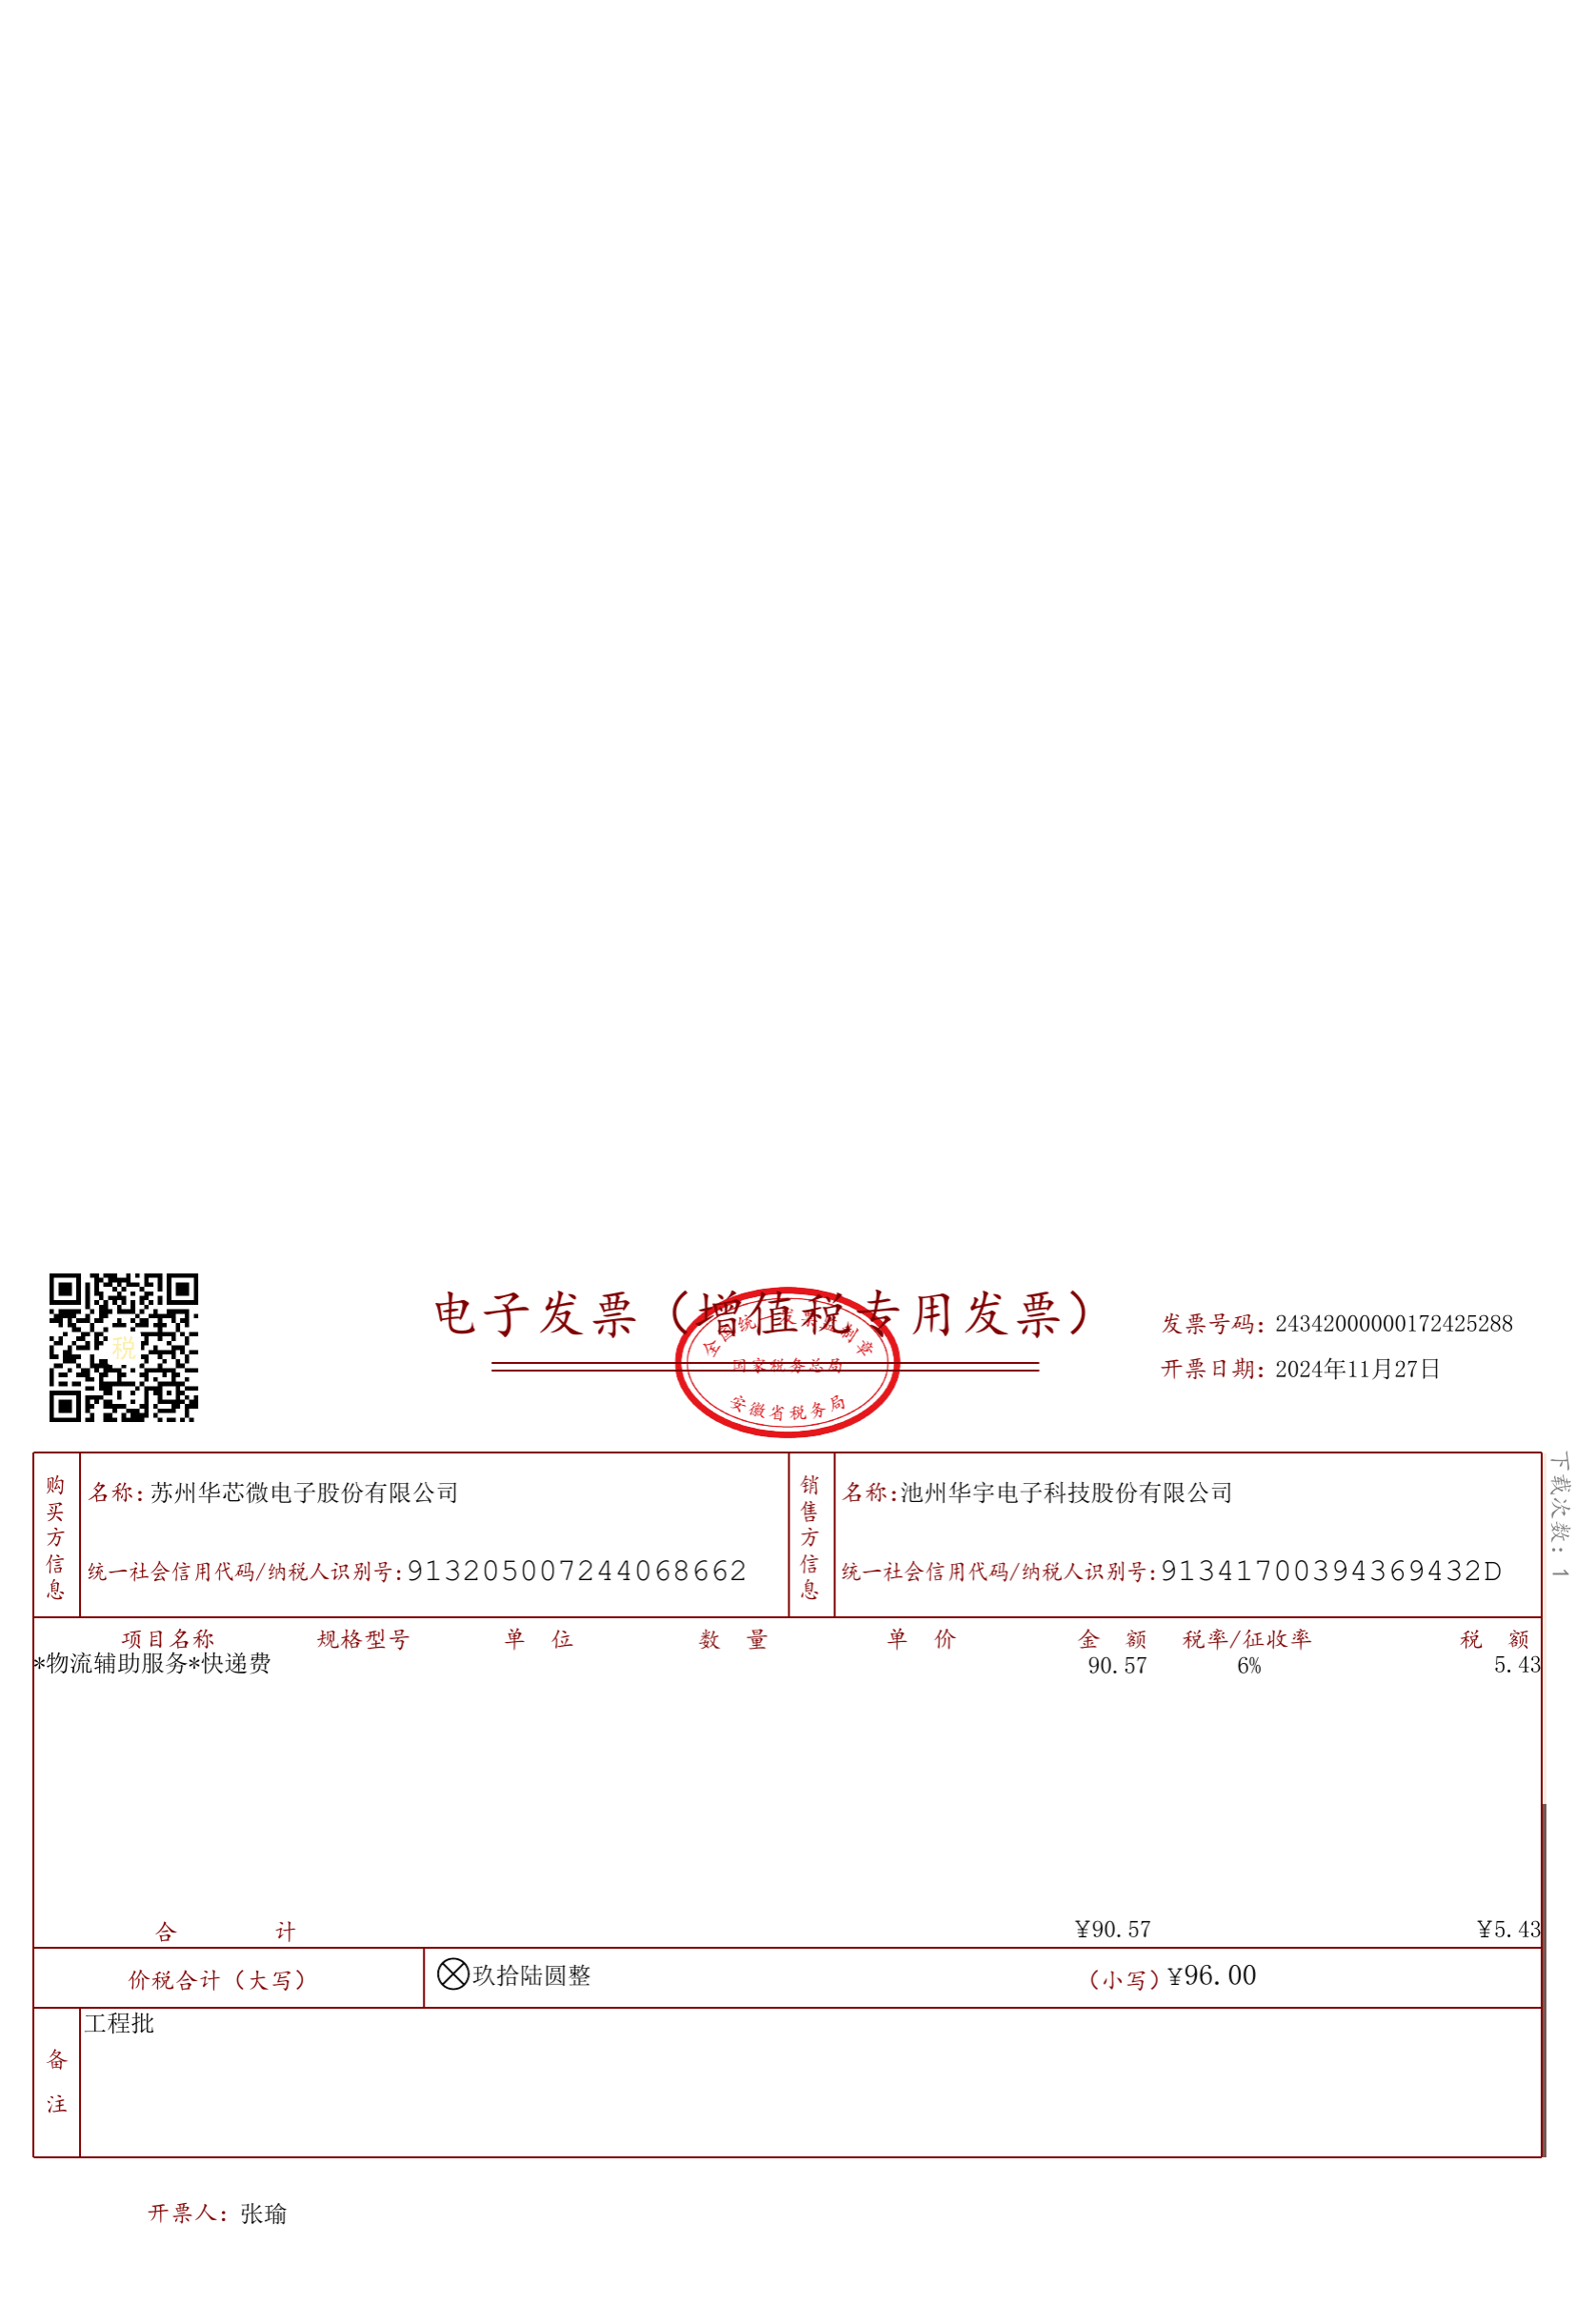 税
电子发票（增值税专用发票）
全国统一发票监制章
国家税务总局
安徽省税务局
发票号码：24342000000172425288
开票日期：2024年11月27日
下载次数：1
购买方信息
名称：苏州华芯微电子股份有限公司
统一社会信用代码/纳税人识别号：913205007244068662
销售方信息
名称：池州华宇电子科技股份有限公司
统一社会信用代码/纳税人识别号：91341700394369432D
项目名称 规格型号 单 位 数 量 单 价 金 额 税率/征收率 税 额
*物流辅助服务*快递费 90.57 6% 5.43
合 计 ¥90.57 ¥5.43
价税合计（大写） 玖拾陆圆整 （小写）¥96.00
备注
工程批
开票人：张瑜